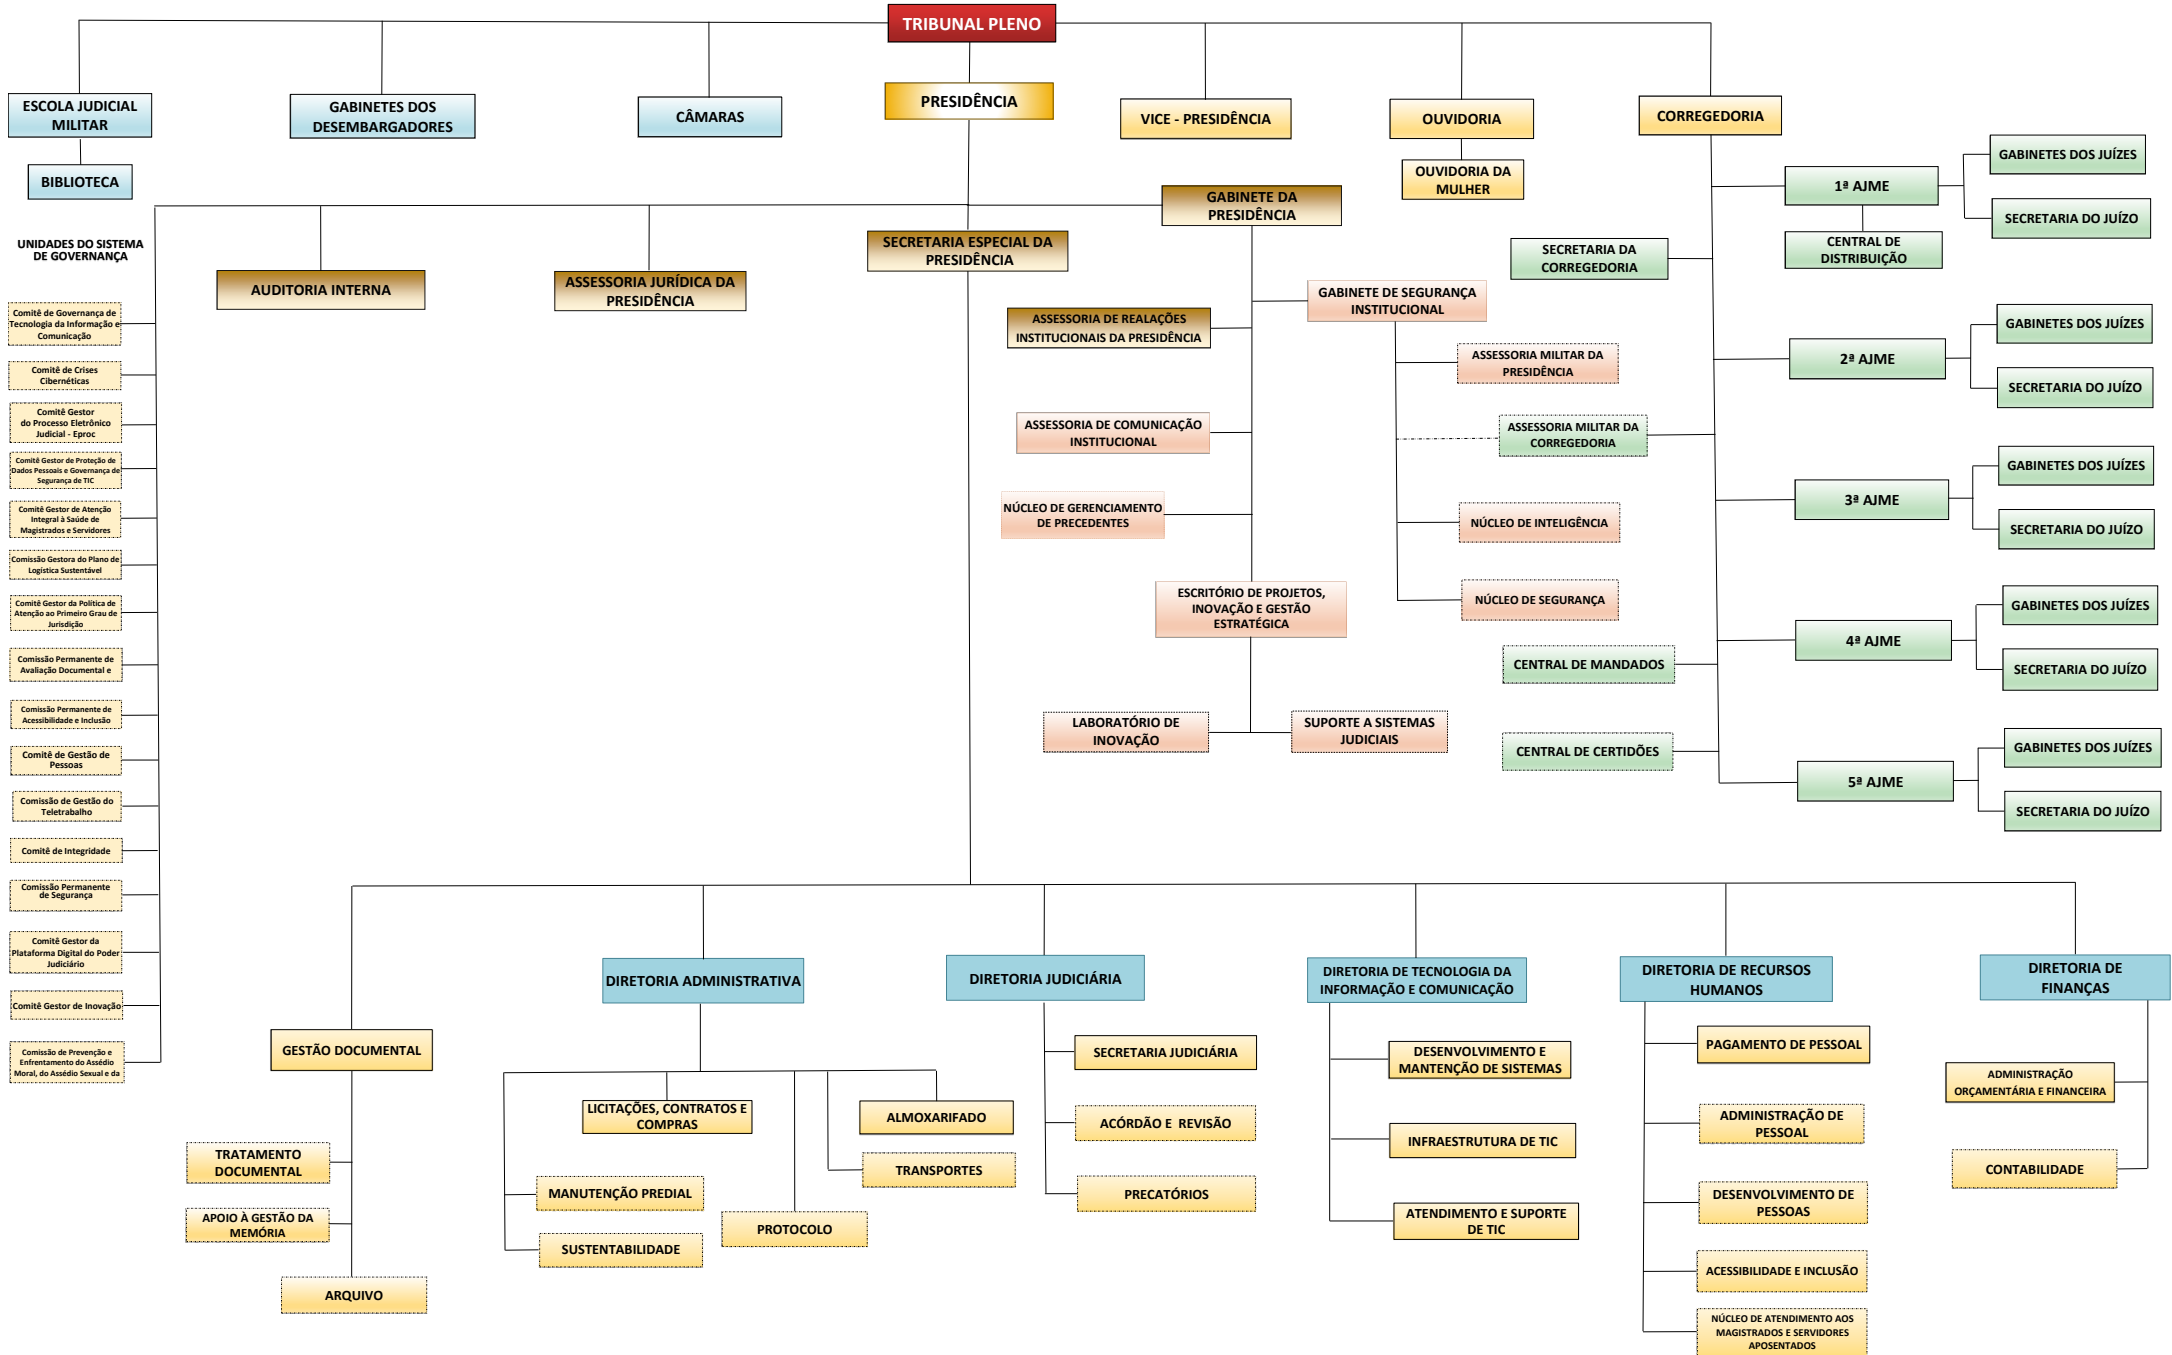 TRIBUNAL PLENO
ESCOLA JUDICIAL
MILITAR
GABINETES DOS
DESEMBARGADORES
CÂMARAS
PRESIDÊNCIA
VICE - PRESIDÊNCIA
OUVIDORIA
CORREGEDORIA
BIBLIOTECA
OUVIDORIA DA
MULHER
GABINETE DA
PRESIDÊNCIA
1ª AJME
GABINETES DOS JUÍZES
SECRETARIA DO JUÍZO
CENTRAL DE
DISTRIBUIÇÃO
UNIDADES DO SISTEMA
DE GOVERNANÇA
AUDITORIA INTERNA
ASSESSORIA JURÍDICA DA
PRESIDÊNCIA
SECRETARIA ESPECIAL DA
PRESIDÊNCIA
SECRETARIA DA
CORREGEDORIA
GABINETE DE SEGURANÇA
INSTITUCIONAL
ASSESSORIA DE REALAÇÕES
INSTITUCIONAIS DA PRESIDÊNCIA
ASSESSORIA MILITAR DA
PRESIDÊNCIA
2ª AJME
GABINETES DOS JUÍZES
SECRETARIA DO JUÍZO
ASSESSORIA DE COMUNICAÇÃO
INSTITUCIONAL
ASSESSORIA MILITAR DA
CORREGEDORIA
NÚCLEO DE GERENCIAMENTO
DE PRECEDENTES
NÚCLEO DE INTELIGÊNCIA
3ª AJME
GABINETES DOS JUÍZES
SECRETARIA DO JUÍZO
ESCRITÓRIO DE PROJETOS,
INOVAÇÃO E GESTÃO
ESTRATÉGICA
NÚCLEO DE SEGURANÇA
4ª AJME
GABINETES DOS JUÍZES
SECRETARIA DO JUÍZO
CENTRAL DE MANDADOS
LABORATÓRIO DE
INOVAÇÃO
SUPORTE A SISTEMAS
JUDICIAIS
CENTRAL DE CERTIDÕES
5ª AJME
GABINETES DOS JUÍZES
SECRETARIA DO JUÍZO
Comitê de Governança de
Tecnologia da Informação e
Comunicação
Comitê de Crises
Cibernéticas
Comitê Gestor
do Processo Eletrônico
Judicial - Eproc
Comitê Gestor de Proteção de
Dados Pessoais e Governança de
Segurança de TIC
Comitê Gestor de Atenção
Integral à Saúde de
Magistrados e Servidores
Comissão Gestora do Plano de
Logística Sustentável
Comitê Gestor da Política de
Atenção ao Primeiro Grau de
Jurisdição
Comissão Permanente de
Avaliação Documental e
Comissão Permanente de
Acessibilidade e Inclusão
Comitê de Gestão de
Pessoas
Comissão de Gestão do
Teletrabalho
Comitê de Integridade
Comissão Permanente
de Segurança
Comitê Gestor da
Plataforma Digital do Poder
Judiciário
Comitê Gestor de Inovação
Comissão de Prevenção e
Enfrentamento do Assédio
Moral, do Assédio Sexual e da
GESTÃO DOCUMENTAL
TRATAMENTO
DOCUMENTAL
APOIO À GESTÃO DA
MEMÓRIA
ARQUIVO
DIRETORIA ADMINISTRATIVA
LICITAÇÕES, CONTRATOS E
COMPRAS
ALMOXARIFADO
TRANSPORTES
MANUTENÇÃO PREDIAL
PROTOCOLO
SUSTENTABILIDADE
DIRETORIA JUDICIÁRIA
SECRETARIA JUDICIÁRIA
ACÓRDÃO E REVISÃO
PRECATÓRIOS
DIRETORIA DE TECNOLOGIA DA
INFORMAÇÃO E COMUNICAÇÃO
DESENVOLVIMENTO E
MANTENÇÃO DE SISTEMAS
INFRAESTRUTURA DE TIC
ATENDIMENTO E SUPORTE
DE TIC
DIRETORIA DE RECURSOS
HUMANOS
PAGAMENTO DE PESSOAL
ADMINISTRAÇÃO DE
PESSOAL
DESENVOLVIMENTO DE
PESSOAS
ACESSIBILIDADE E INCLUSÃO
NÚCLEO DE ATENDIMENTO AOS
MAGISTRADOS E SERVIDORES
APOSENTADOS
DIRETORIA DE
FINANÇAS
ADMINISTRAÇÃO
ORÇAMENTÁRIA E FINANCEIRA
CONTABILIDADE